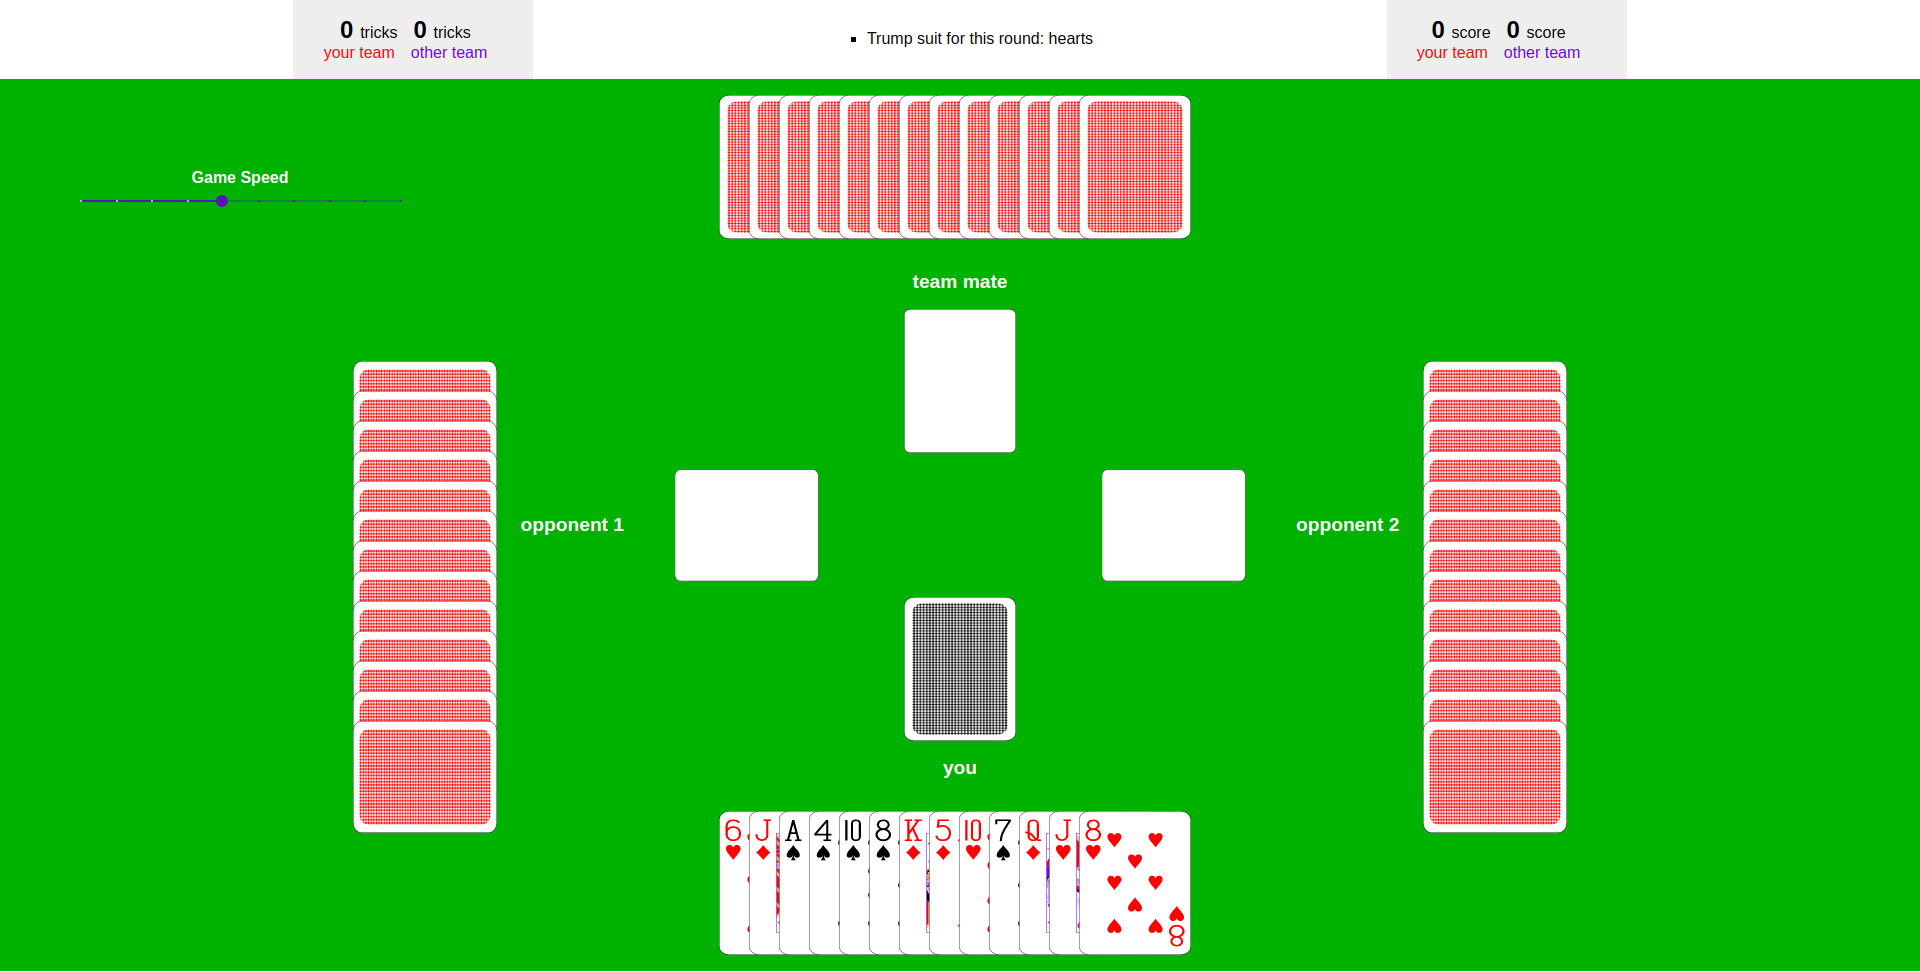 0 tricks 0 tricks
your team other team
Trump suit for this round: hearts
0 score 0 score
your team other team
Game Speed
team mate
opponent 1
opponent 2
you
6 J A 4 10 8 K 5 10 7 Q J 8
8